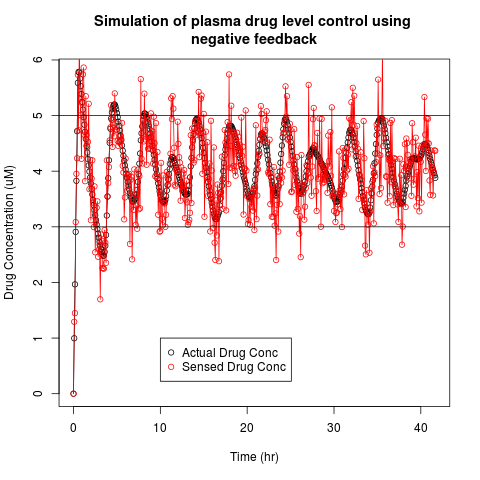 Simulation of plasma drug level control using
negative feedback
Drug Concentration (uM)
6
5
4
3
2
1
0
Actual Drug Conc
Sensed Drug Conc
0 10 20 30 40
Time (hr)